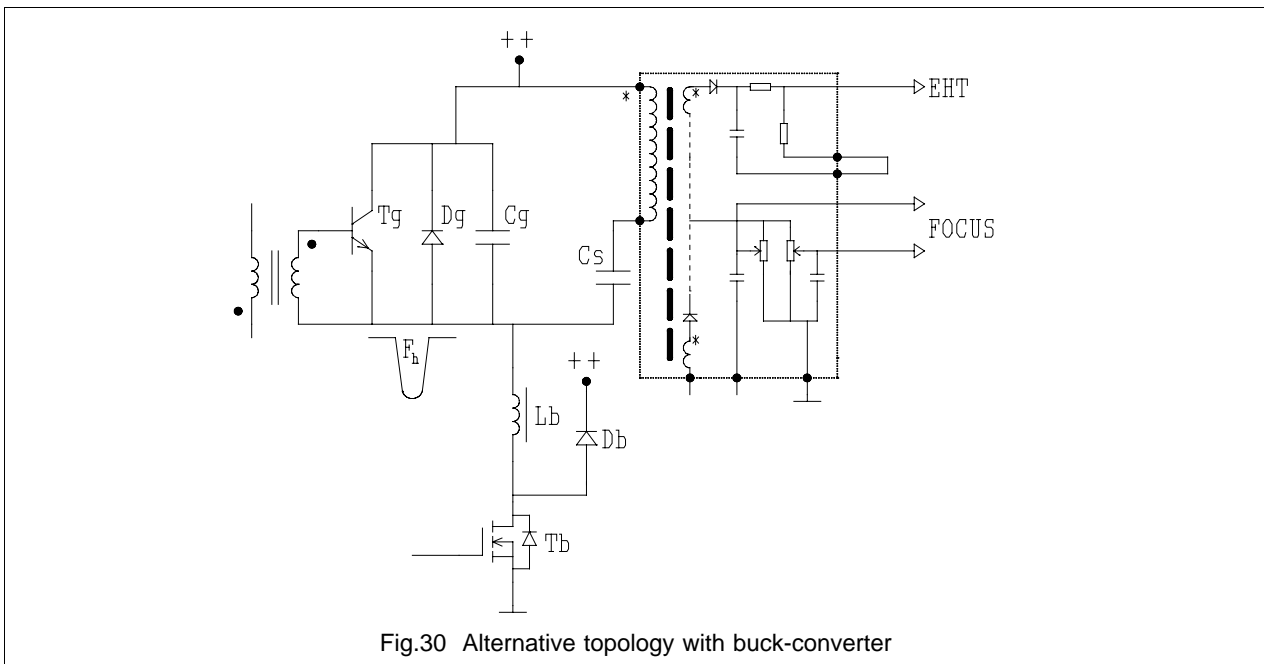 ++
EHT
Tg
Dg
Cg
FOCUS
Cs
Fh
++
Lb
Db
Tb
Fig.30 Alternative topology with buck-converter